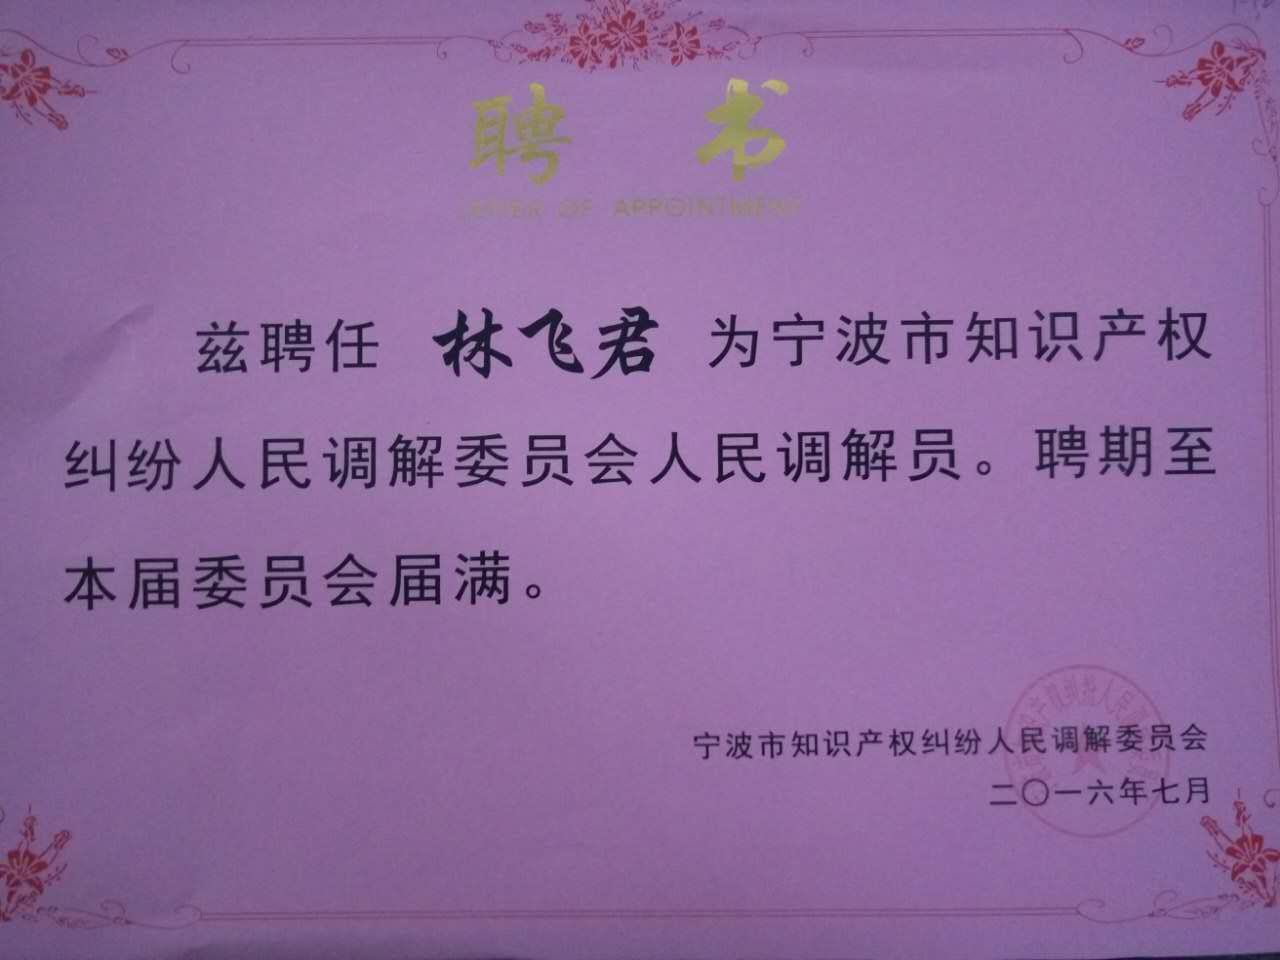 聘 书
LETTER OF APPOINTMENT
兹聘任 林飞君 为宁波市知识产权
纠纷人民调解委员会人民调解员。聘期至
本届委员会届满。
宁波市知识产权纠纷人民调解委员会
二〇一六年七月